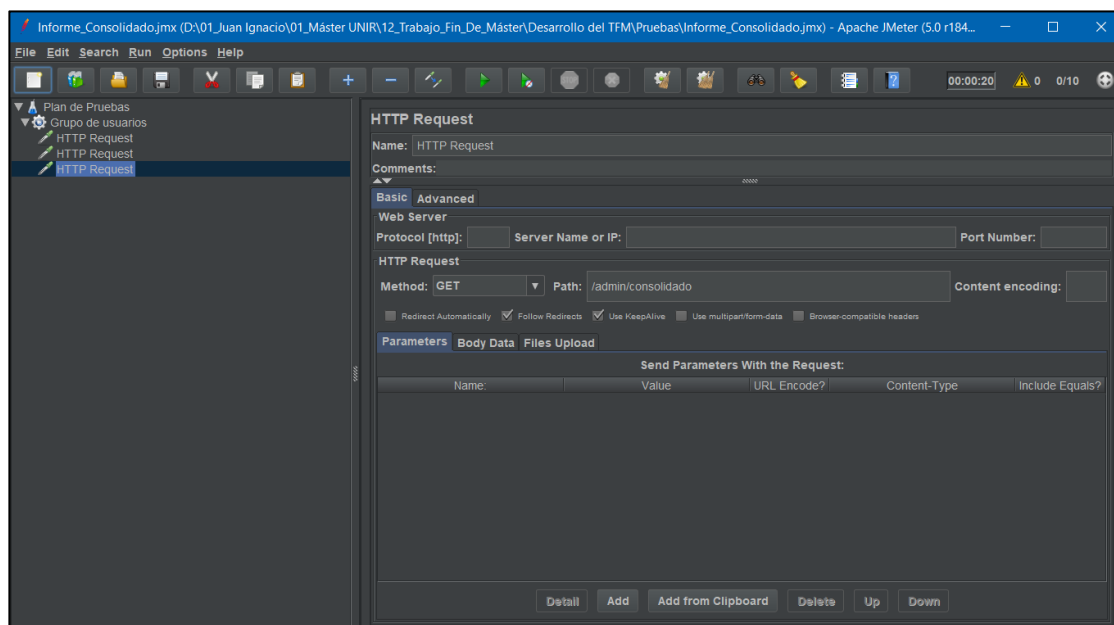 Informe_Consolidado.jmx (D:\01_Juan Ignacio\01_Máster UNIR\12_Trabajo_Fin_De_Máster\Desarrollo del TFM\Pruebas\Informe_Consolidado.jmx) - Apache JMeter (5.0 r184...
File Edit Search Run Options Help
00:00:20 0 0/10
Plan de Pruebas
Grupo de usuarios
HTTP Request
HTTP Request
HTTP Request
HTTP Request
Name: HTTP Request
Comments:
Basic Advanced
Web Server
Protocol [http]: Server Name or IP: Port Number:
HTTP Request
Method: GET Path: /admin/consolidado Content encoding:
Redirect Automatically Follow Redirects Use KeepAlive Use multipart/form-data Browser-compatible headers
Parameters Body Data Files Upload
Send Parameters With the Request:
Name: Value URL Encode? Content-Type Include Equals?
Detail Add Add from Clipboard Delete Up Down